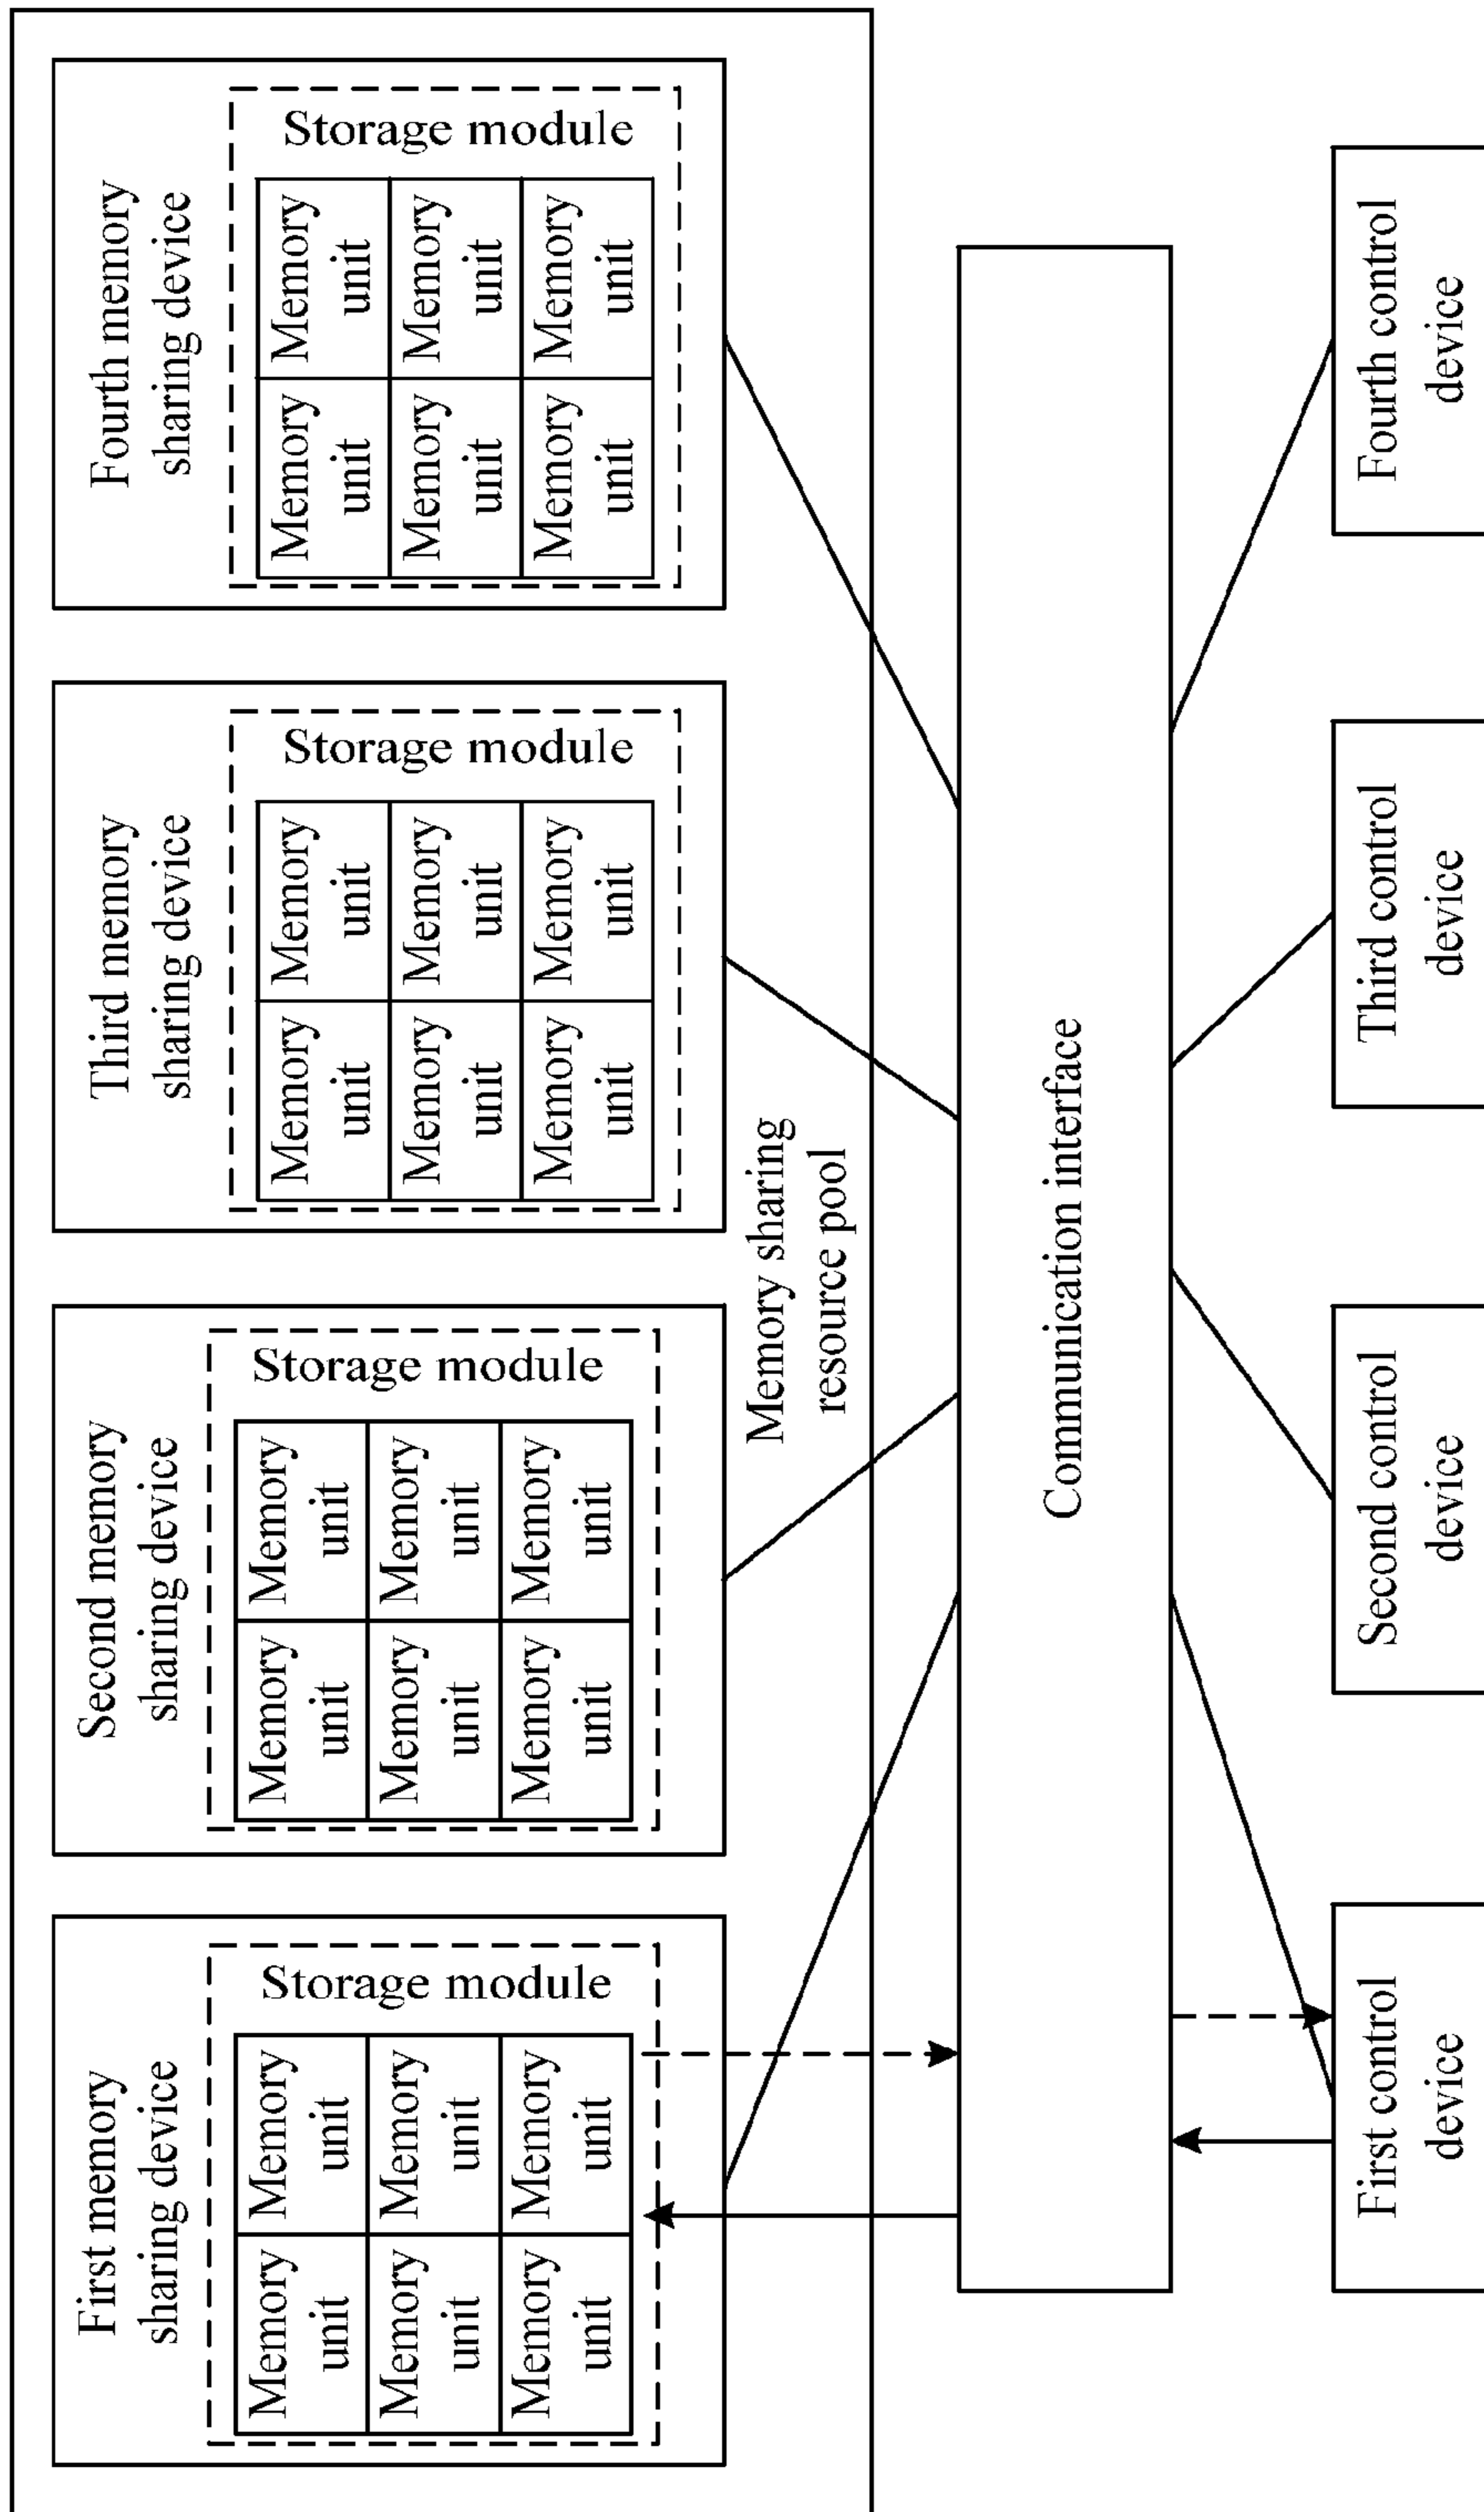 First memory
sharing device
Storage module
Memory
unit
Memory
unit
Memory
unit
Memory
unit
Memory
unit
Memory
unit
Second memory
sharing device
Storage module
Memory
unit
Memory
unit
Memory
unit
Memory
unit
Memory
unit
Memory
unit
Third memory
sharing device
Storage module
Memory
unit
Memory
unit
Memory
unit
Memory
unit
Memory
unit
Memory
unit
Fourth memory
sharing device
Storage module
Memory
unit
Memory
unit
Memory
unit
Memory
unit
Memory
unit
Memory
unit
Memory sharing
resource pool
Communication interface
First control
device
Second control
device
Third control
device
Fourth control
device